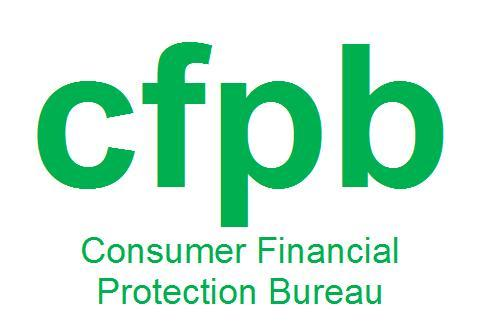 cfpb
Consumer Financial
Protection Bureau